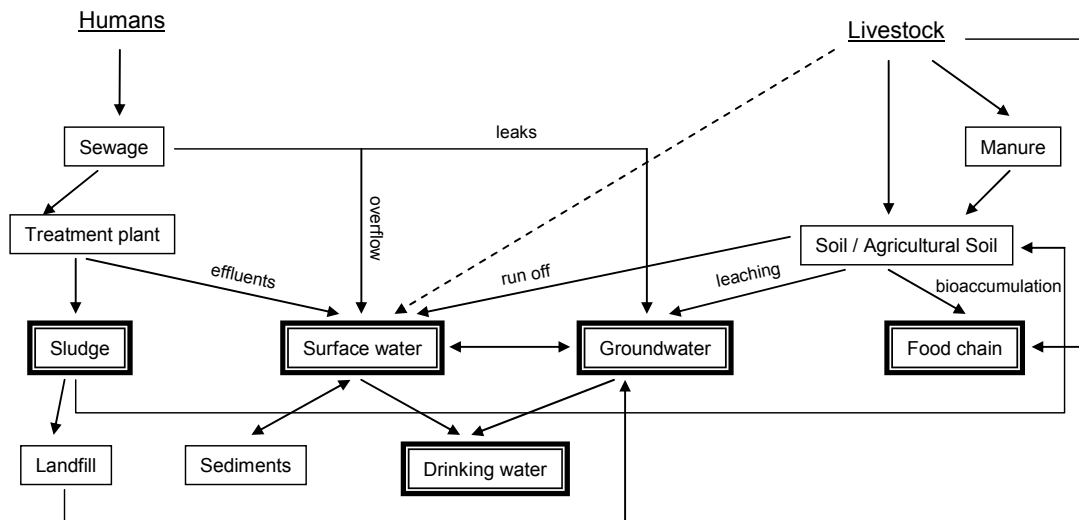 Humans
Livestock
leaks
Sewage
Manure
overflow
Treatment plant
Soil / Agricultural Soil
effluents
run off
leaching
bioaccumulation
Sludge
Surface water
Groundwater
Food chain
Landfill
Sediments
Drinking water